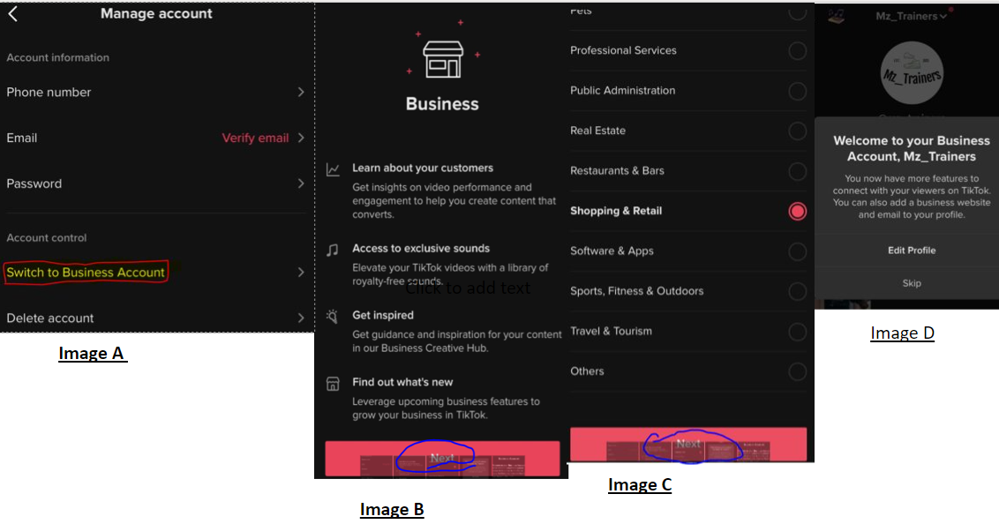 Manage account
Account information
Phone number
Email Verify email
Password
Account control
Switch to Business Account
Delete account
Image A
Business
Learn about your customers
Get insights on video performance and
engagement to help you create content that
converts.
Access to exclusive sounds
Elevate your TikTok videos with a library of
royalty-free sounds.
Click to add text
Get inspired
Get guidance and inspiration for your content
in our Business Creative Hub.
Find out what's new
Leverage upcoming business features to
grow your business in TikTok.
Next
Image B
Pets
Professional Services
Public Administration
Real Estate
Restaurants & Bars
Shopping & Retail
Software & Apps
Sports, Fitness & Outdoors
Travel & Tourism
Others
Next
Image C
Mz_Trainers
Mz_Trainers
Welcome to your Business
Account, Mz_Trainers
You now have more features to
connect with your viewers on TikTok.
You can also add a business website
and email to your profile.
Edit Profile
Skip
Image D